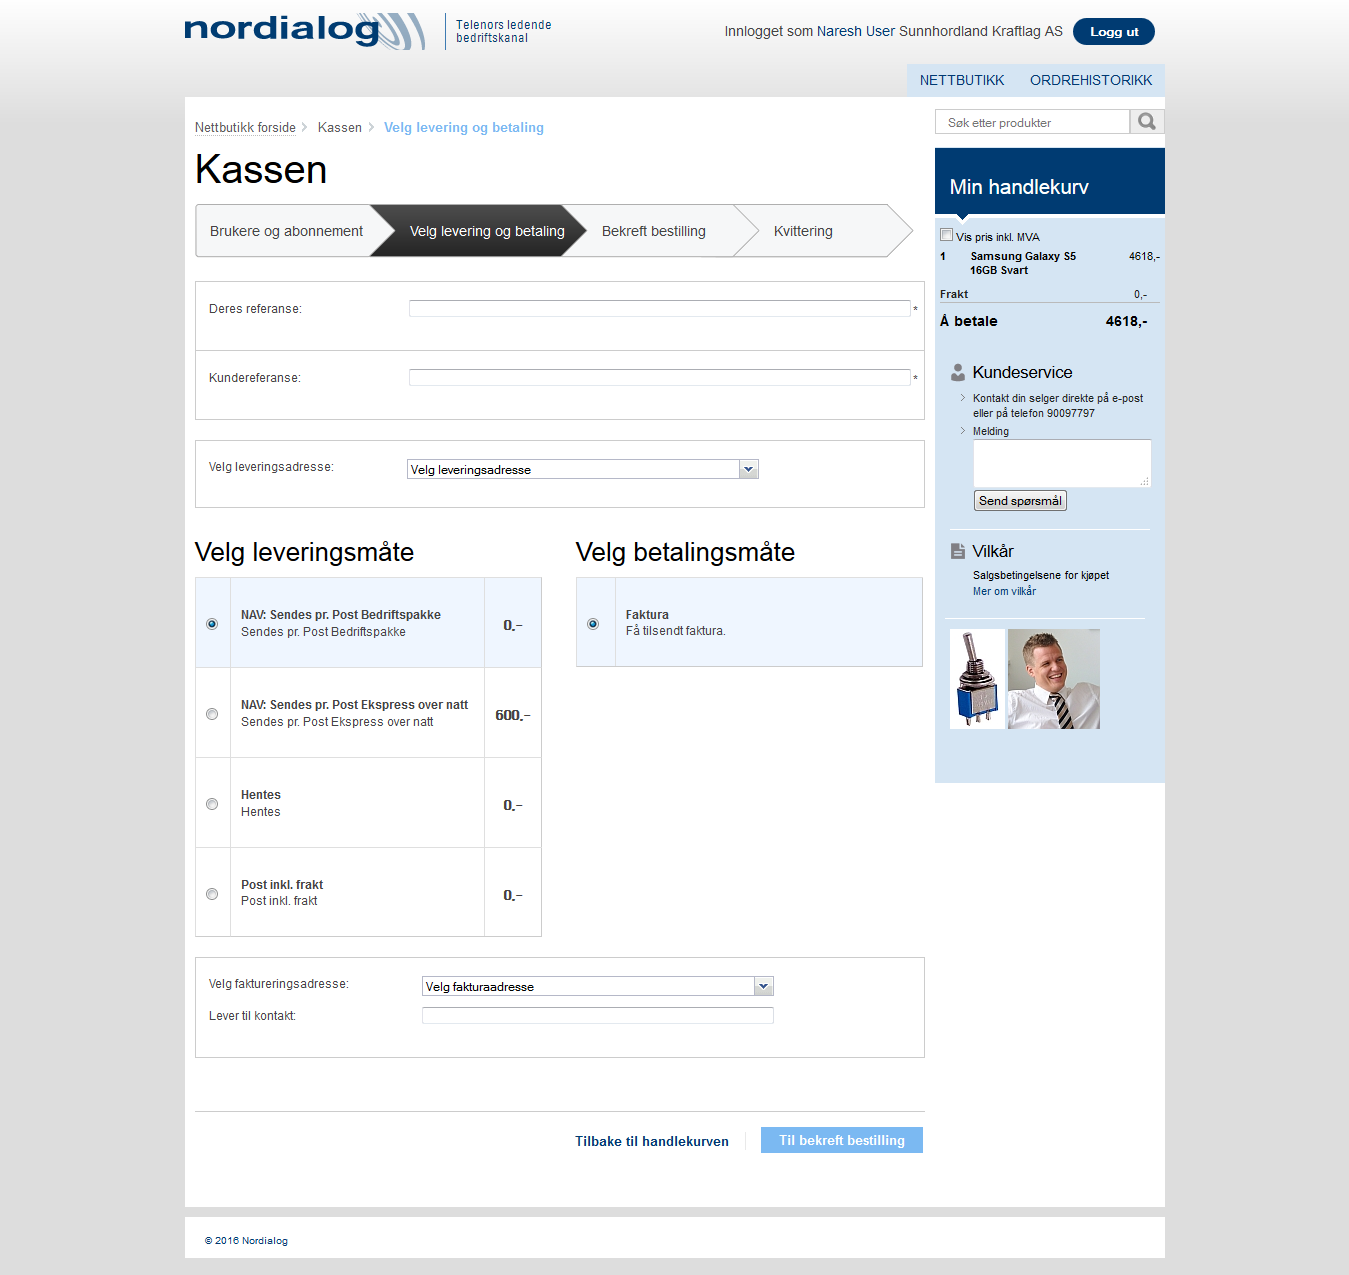 nordialog
Telenors ledende
bedriftskanal
Innlogget som Naresh User Sunnhordland Kraftlag AS
Logg ut
NETTBUTIKK
ORDREHISTORIKK
Nettbutikk forside
Kassen
Velg levering og betaling
Søk etter produkter
Kassen
Brukere og abonnement
Velg levering og betaling
Bekreft bestilling
Kvittering
Deres referanse:
*
Kundereferanse:
*
Velg leveringsadresse:
Velg leveringsadresse
Velg leveringsmåte
NAV: Sendes pr. Post Bedriftspakke
Sendes pr. Post Bedriftspakke
0,-
NAV: Sendes pr. Post Ekspress over natt
Sendes pr. Post Ekspress over natt
600,-
Hentes
Hentes
0,-
Post inkl. frakt
Post inkl. frakt
0,-
Velg betalingsmåte
Faktura
Få tilsendt faktura.
Velg faktureringsadresse:
Velg fakturaadresse
Lever til kontakt:
Tilbake til handlekurven
Til bekreft bestilling
Min handlekurv
Vis pris inkl. MVA
1 Samsung Galaxy S5 4618,-
16GB Svart
Frakt 0,-
Å betale 4618,-
Kundeservice
Kontakt din selger direkte på e-post
eller på telefon 90097797
Melding
Send spørsmål
Vilkår
Salgsbetingelsene for kjøpet
Mer om vilkår
© 2016 Nordialog